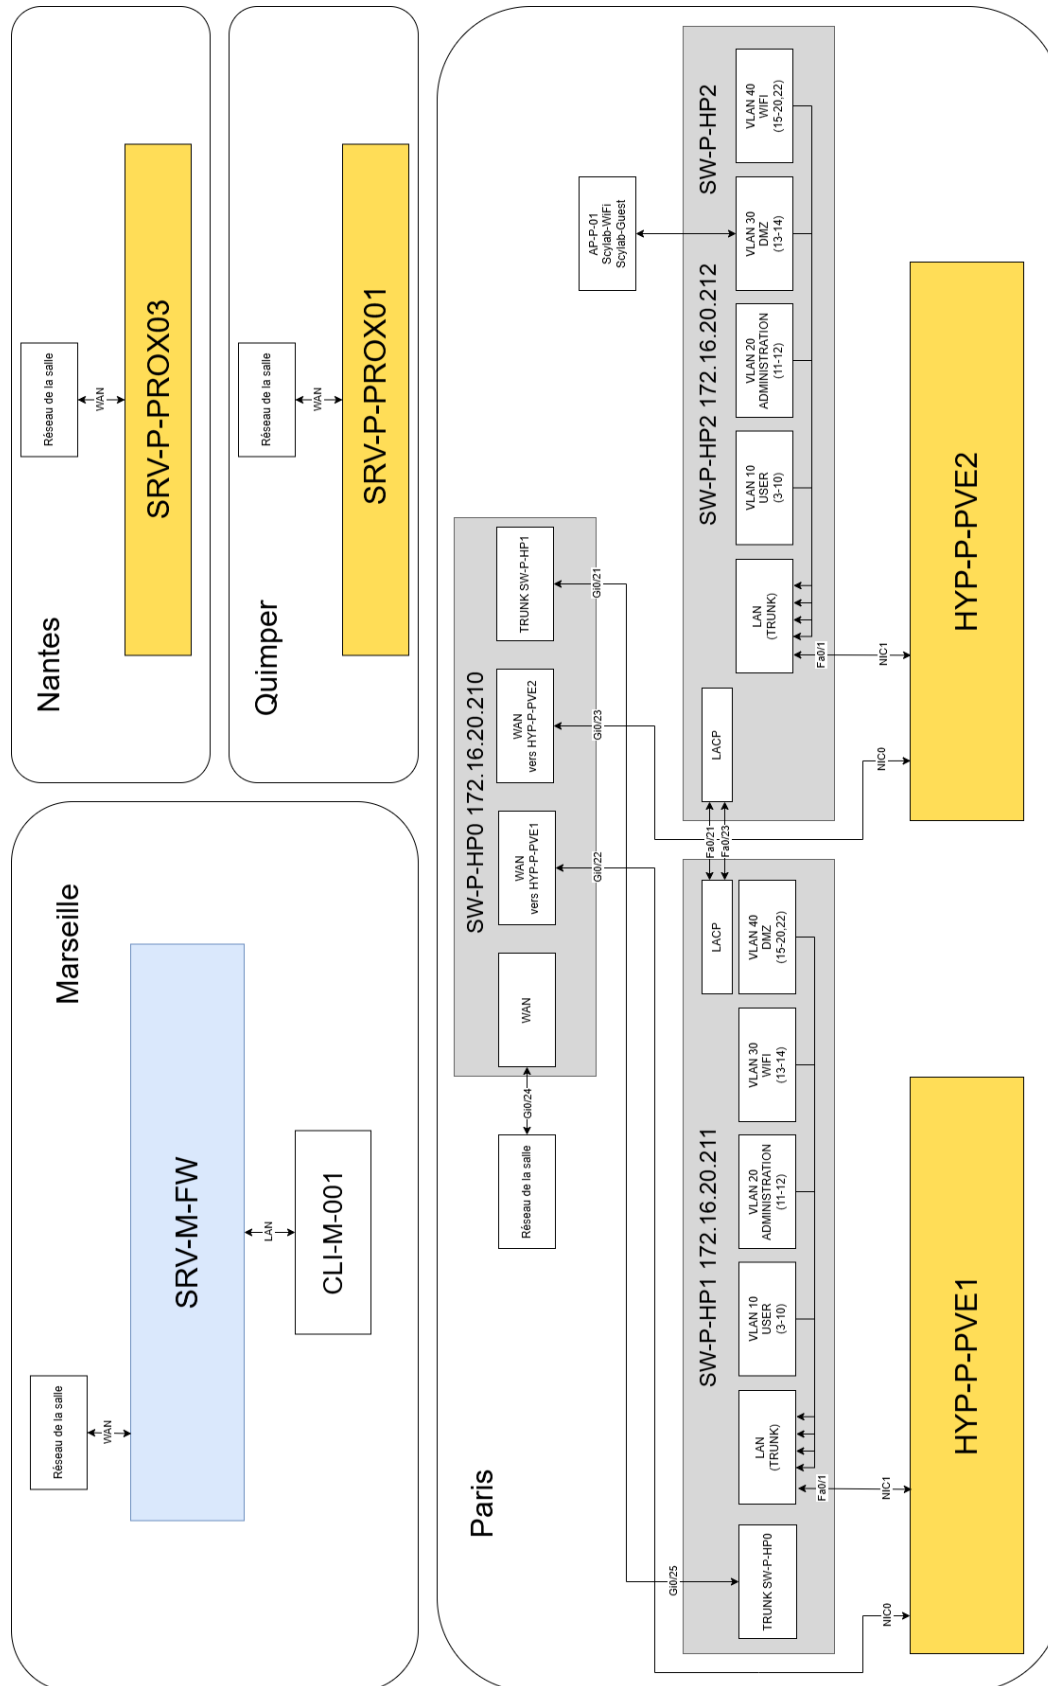 Marseille
Réseau de la salle
WAN
SRV-M-FW
LAN
CLI-M-001
Nantes
Réseau de la salle
WAN
SRV-P-PROX03
Quimper
Réseau de la salle
WAN
SRV-P-PROX01
Paris
Réseau de la salle
Gi0/24
SW-P-HP0 172.16.20.210
WAN
WAN
vers HYP-P-PVE1
WAN
vers HYP-P-PVE2
TRUNK SW-P-HP1
Gi0/22
Gi0/23
Gi0/21
AP-P-01
Scylab-WiFi
Scylab-Guest
SW-P-HP1 172.16.20.211
Gi0/25
TRUNK SW-P-HP0
LAN
(TRUNK)
VLAN 10
USER
(3-10)
VLAN 20
ADMINISTRATION
(11-12)
VLAN 30
WIFI
(13-14)
VLAN 40
DMZ
(15-20,22)
LACP
Fa0/21
Fa0/23
LACP
SW-P-HP2 172.16.20.212
SW-P-HP2
LAN
(TRUNK)
VLAN 10
USER
(3-10)
VLAN 20
ADMINISTRATION
(11-12)
VLAN 30
DMZ
(13-14)
VLAN 40
WIFI
(15-20,22)
Fa0/1
Fa0/1
NIC0
NIC1
NIC0
NIC1
HYP-P-PVE1
HYP-P-PVE2